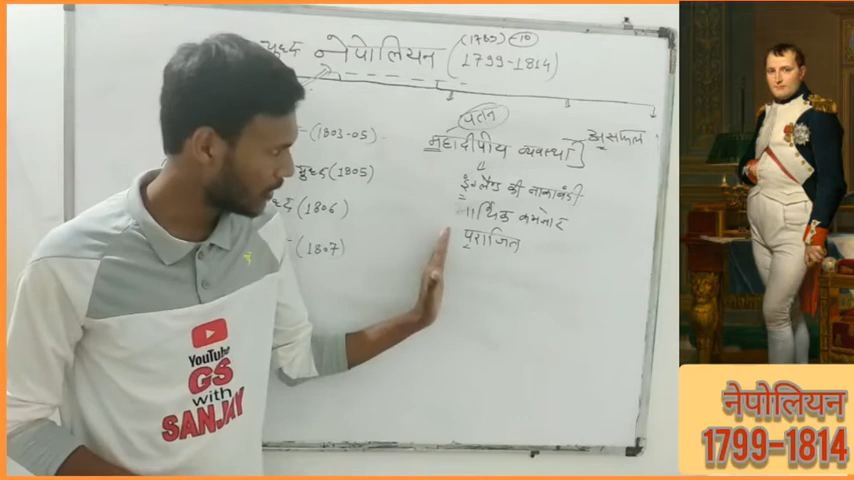 युध्द नेपोलियन (1799-1814)
(1769) -10
पतन
-(1803-05)
महाद्वीपीय व्यवस्था] असफल
युध्द (1805)
इंग्लैण्ड की नाकाबंदी
(1806)
आर्थिक कमजोर
पराजित
(1807)
YouTube
GS
with
SANJAY
नेपोलियन
1799-1814